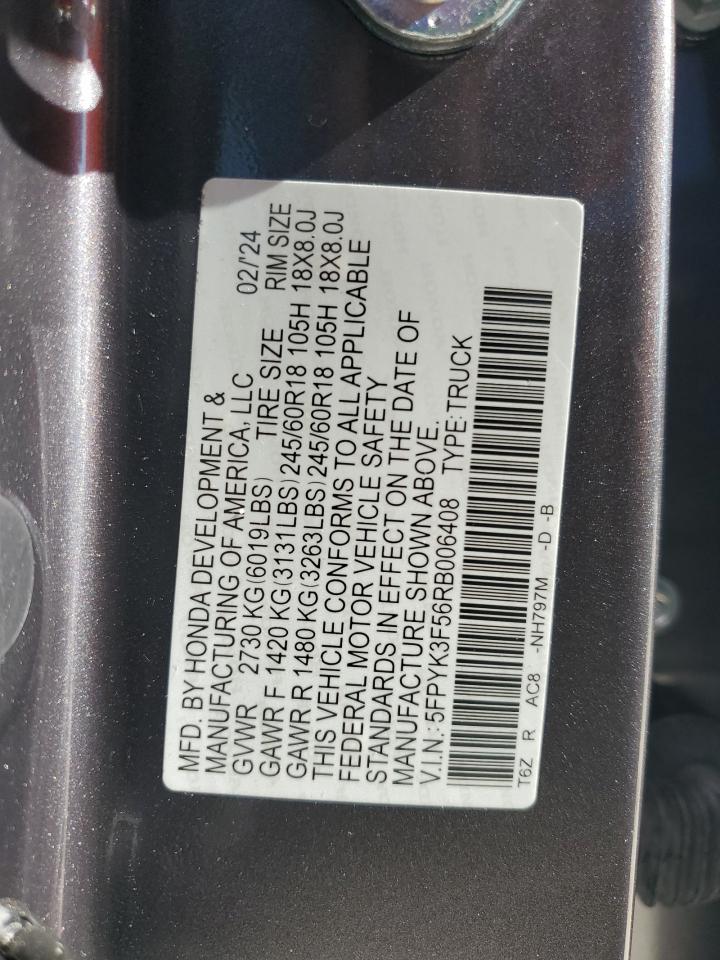 MFD. BY HONDA DEVELOPMENT &
MANUFACTURING OF AMERICA, LLC 02/'24
GVWR 2730 KG(6019LBS) TIRE SIZE RIM SIZE
GAWR F 1420 KG(3131LBS)245/60R18 105H 18X8.0J
GAWR R 1480 KG(3263LBS)245/60R18 105H 18X8.0J
THIS VEHICLE CONFORMS TO ALL APPLICABLE
FEDERAL MOTOR VEHICLE SAFETY
STANDARDS IN EFFECT ON THE DATE OF
MANUFACTURE SHOWN ABOVE.
V.I.N.: 5FPYK3F56RB006408 TYPE:TRUCK
T6Z R AC8 -NH797M -D -B